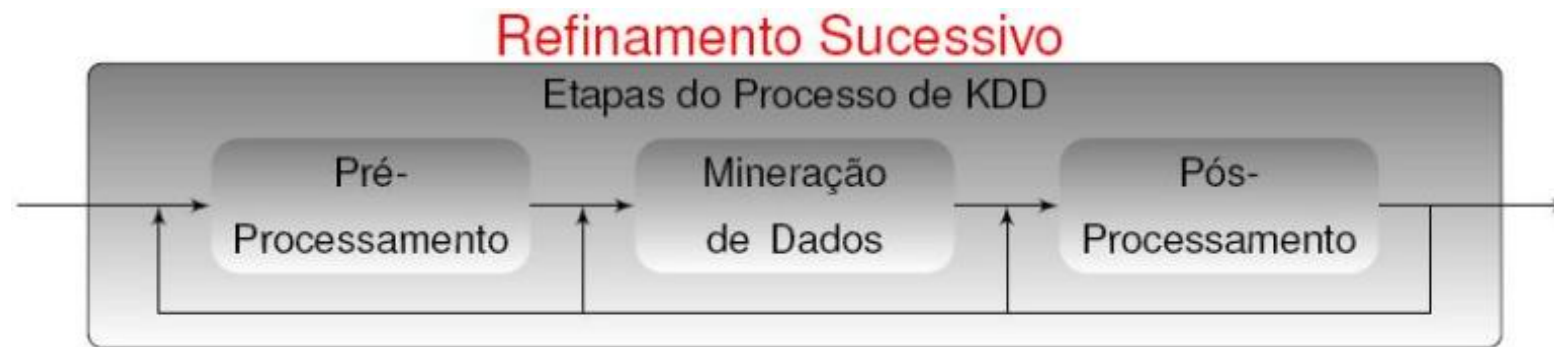 Refinamento Sucessivo
Etapas do Processo de KDD
Pré-
Processamento
Mineração
de Dados
Pós-
Processamento